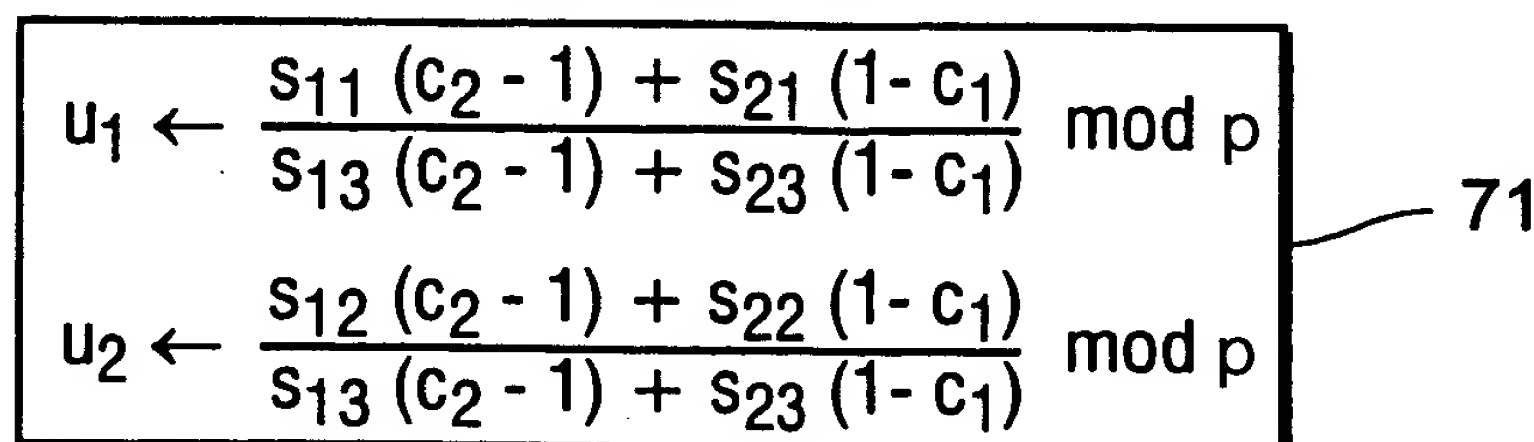 u₁ ← s₁₁ (c₂ - 1) + s₂₁ (1- c₁) / s₁₃ (c₂ - 1) + s₂₃ (1- c₁) mod p
71
u₂ ← s₁₂ (c₂ - 1) + s₂₂ (1- c₁) / s₁₃ (c₂ - 1) + s₂₃ (1- c₁) mod p